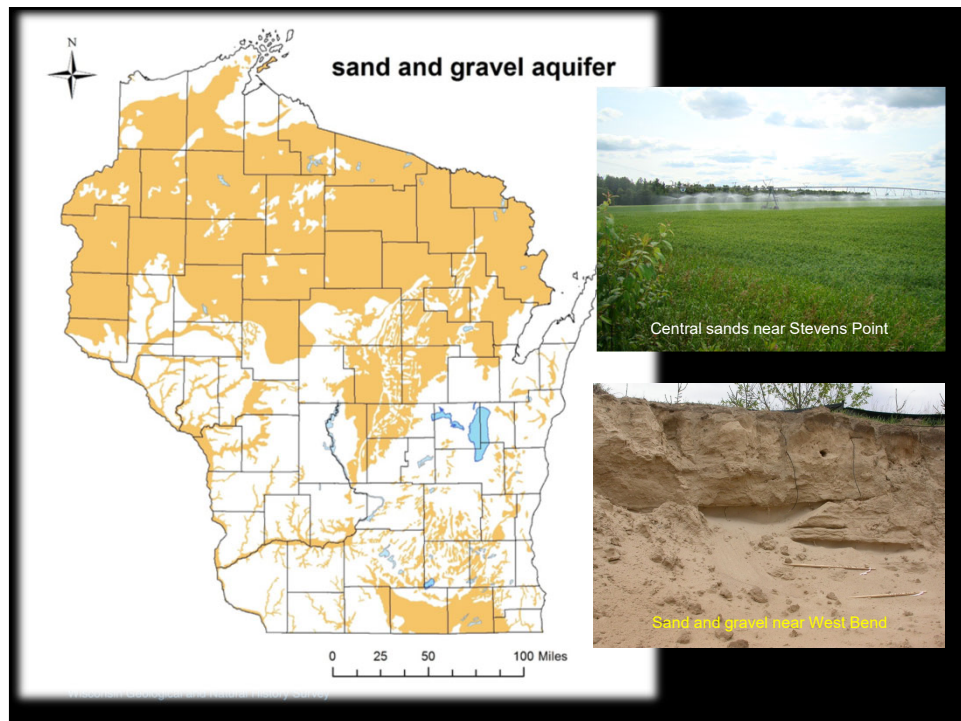 N
sand and gravel aquifer
Central sands near Stevens Point
Sand and gravel near West Bend
0 25 50 100 Miles
Wisconsin Geological and Natural History Survey